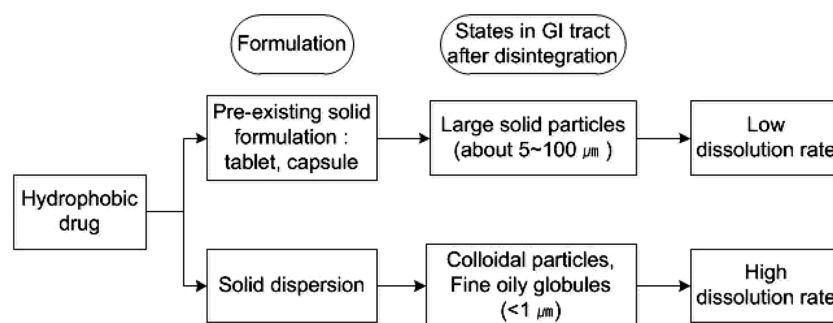 Formulation
States in GI tract
after disintegration
Pre-existing solid
formulation :
tablet, capsule
Large solid particles
(about 5~100 ㎛ )
Low
dissolution rate
Hydrophobic
drug
Solid dispersion
Colloidal particles,
Fine oily globules
(<1 ㎛)
High
dissolution rate